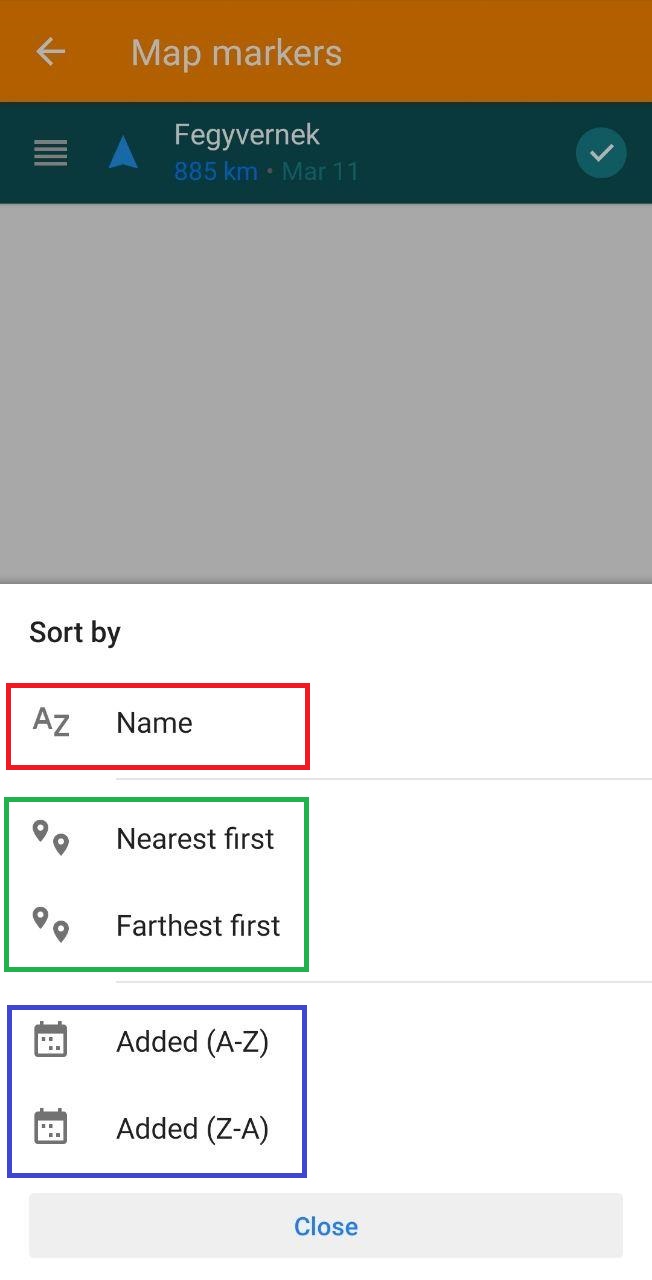 Map markers
Fegyvernek
885 km • Mar 11
Sort by
AZ Name
Nearest first
Farthest first
Added (A-Z)
Added (Z-A)
Close